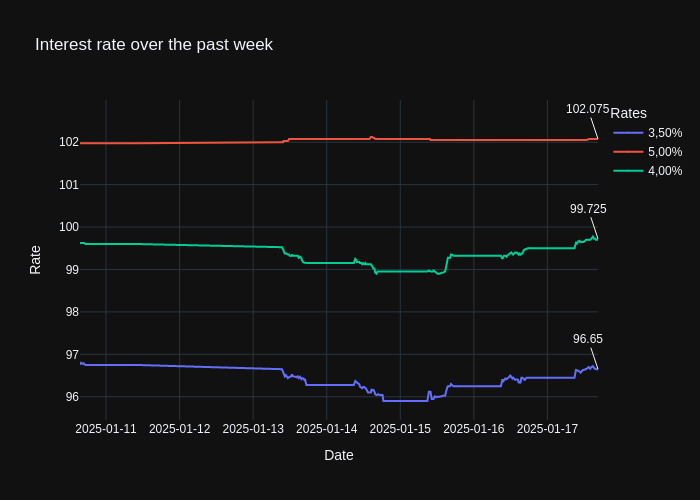 Interest rate over the past week
102.075
Rates
3,50%
5,00%
4,00%
99.725
96.65
Rate
102
101
100
99
98
97
96
2025-01-11 2025-01-12 2025-01-13 2025-01-14 2025-01-15 2025-01-16 2025-01-17
Date